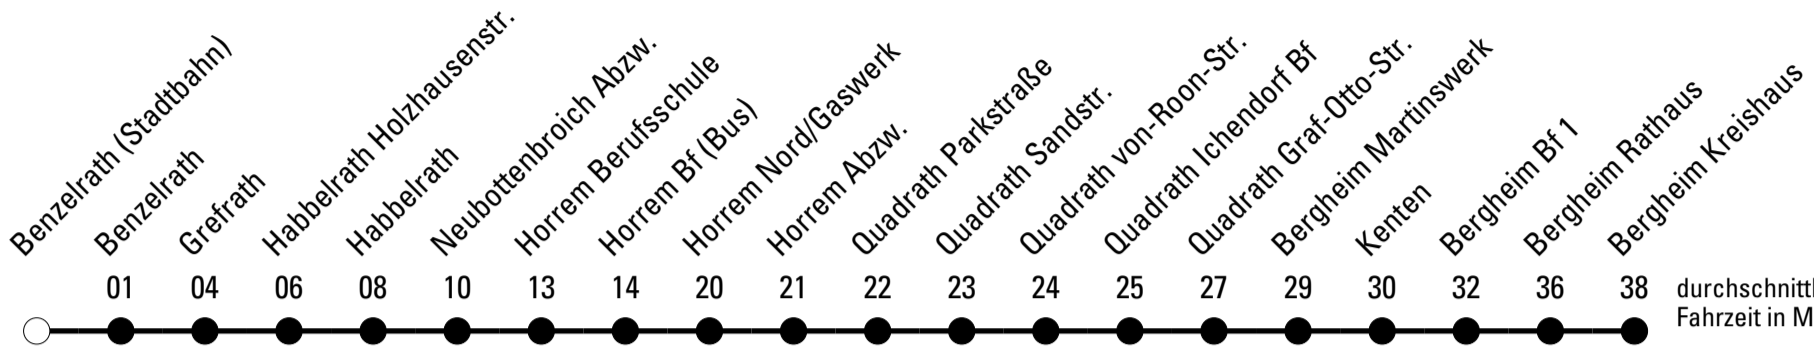 Benzelrath (Stadtbahn)
Benzelrath
Grefrath
Habbelrath Holzhausenstr.
Habbelrath
Neubottenbroich Abzw.
Horrem Berufsschule
Horrem Bf (Bus)
Horrem Nord/Gaswerk
Horrem Abzw.
Quadrath Parkstraße
Quadrath Sandstr.
Quadrath von-Roon-Str.
Quadrath Ichendorf Bf
Quadrath Graf-Otto-Str.
Bergheim Martinswerk
Kenten
Bergheim Bf 1
Bergheim Rathaus
Bergheim Kreishaus
01 04 06 08 10 13 14 20 21 22 23 24 25 27 29 30 32 36 38
Fahrzeit in M